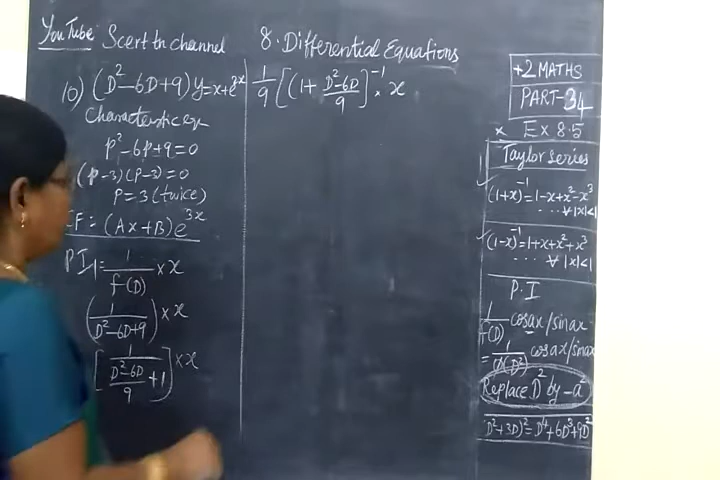 YouTube Scert tn channel
8. Differential Equations
10) (D²-6D+9)y=x+e²ˣ
Characteristic eqn
p²-6p+9=0
(p-3)(p-3)=0
p=3(twice)
CF=(Ax+B)e³ˣ
PI₁=1/f(D) × x
(1/(D²-6D+9)) × x
[1/((D²-6D)/9 + 1)] × x
1/9 [(1+ (D²-6D)/9]⁻¹ . x
+2 MATHS
PART-34
Ex 8.5
Taylor series
(1+x)⁻¹=1-x+x²-x³
... ∀ |x|<1
(1-x)⁻¹=1+x+x²+x³
... ∀ |x|<1
P.I
1/f(D) cosax/sinax
=1/φ(D²) cosax/sinax
Replace D² by -a²
(D²+3D)²=D⁴+6D³+9D²